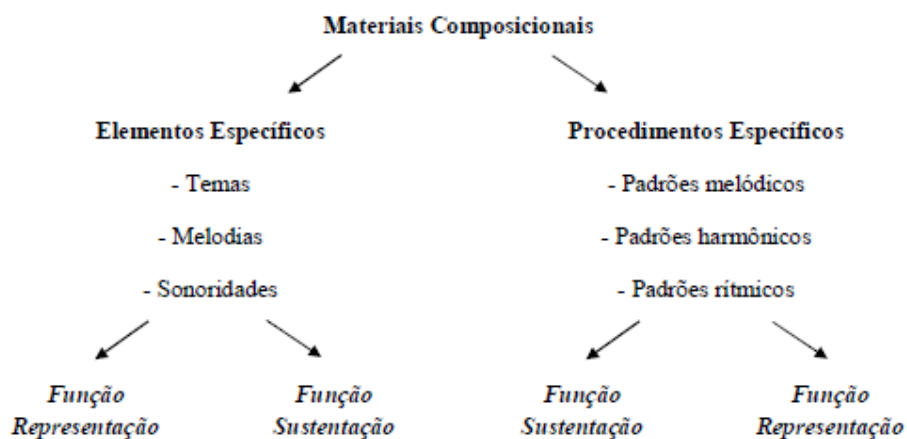 Materiais Composicionais
Elementos Específicos
Procedimentos Específicos
- Temas
- Padrões melódicos
- Melodias
- Padrões harmônicos
- Sonoridades
- Padrões rítmicos
Função
Representação
Função
Sustentação
Função
Sustentação
Função
Representação